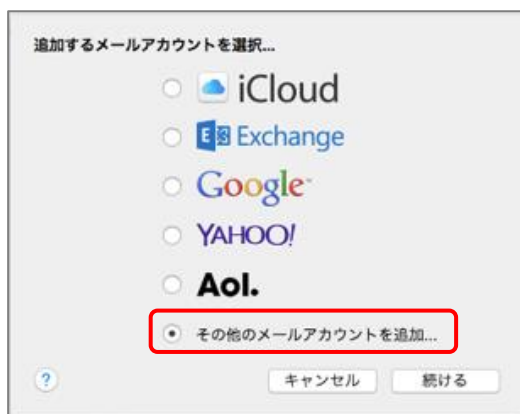 追加するメールアカウントを選択...
iCloud
Exchange
Google
YAHOO!
Aol.
その他のメールアカウントを追加...
? キャンセル 続ける